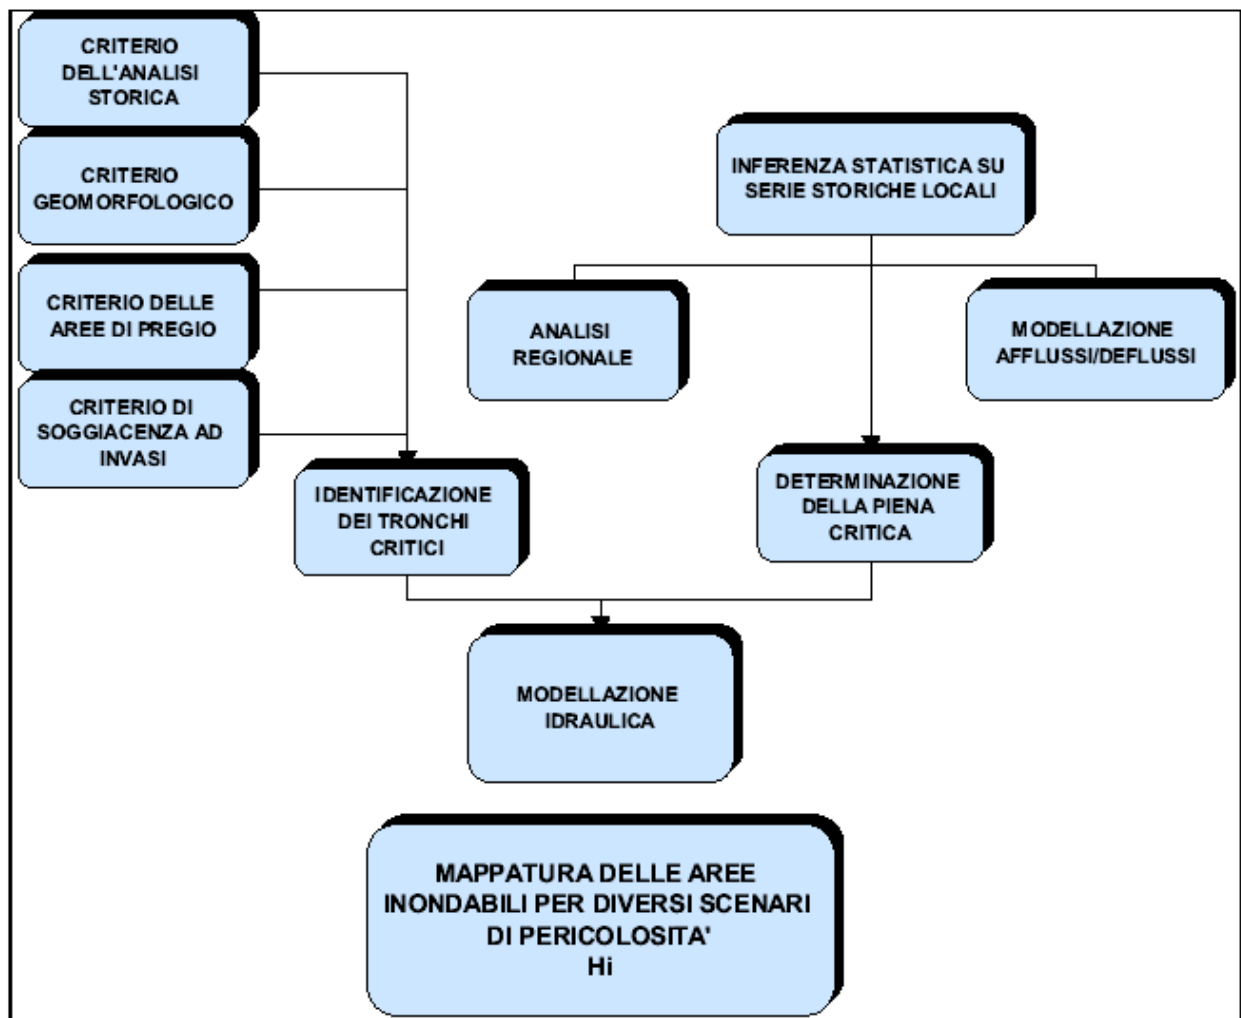 CRITERIO
DELL'ANALISI
STORICA
CRITERIO
GEOMORFOLOGICO
CRITERIO DELLE
AREE DI PREGIO
CRITERIO DI
SOGGIACENZA AD
INVASI
INFERENZA STATISTICA SU
SERIE STORICHE LOCALI
ANALISI
REGIONALE
MODELLAZIONE
AFFLUSSI/DEFLUSSI
IDENTIFICAZIONE
DEI TRONCHI
CRITICI
DETERMINAZIONE
DELLA PIENA
CRITICA
MODELLAZIONE
IDRAULICA
MAPPATURA DELLE AREE
INONDABILI PER DIVERSI SCENARI
DI PERICOLOSITA'
Hi